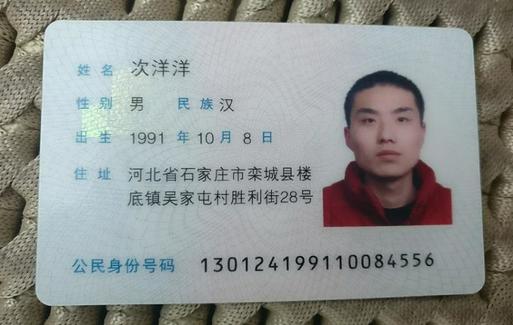 姓名 次洋洋
性别 男 民族 汉
出生 1991 年 10 月 8 日
住址 河北省石家庄市栾城县楼
底镇吴家屯村胜利街28号
公民身份号码 130124199110084556